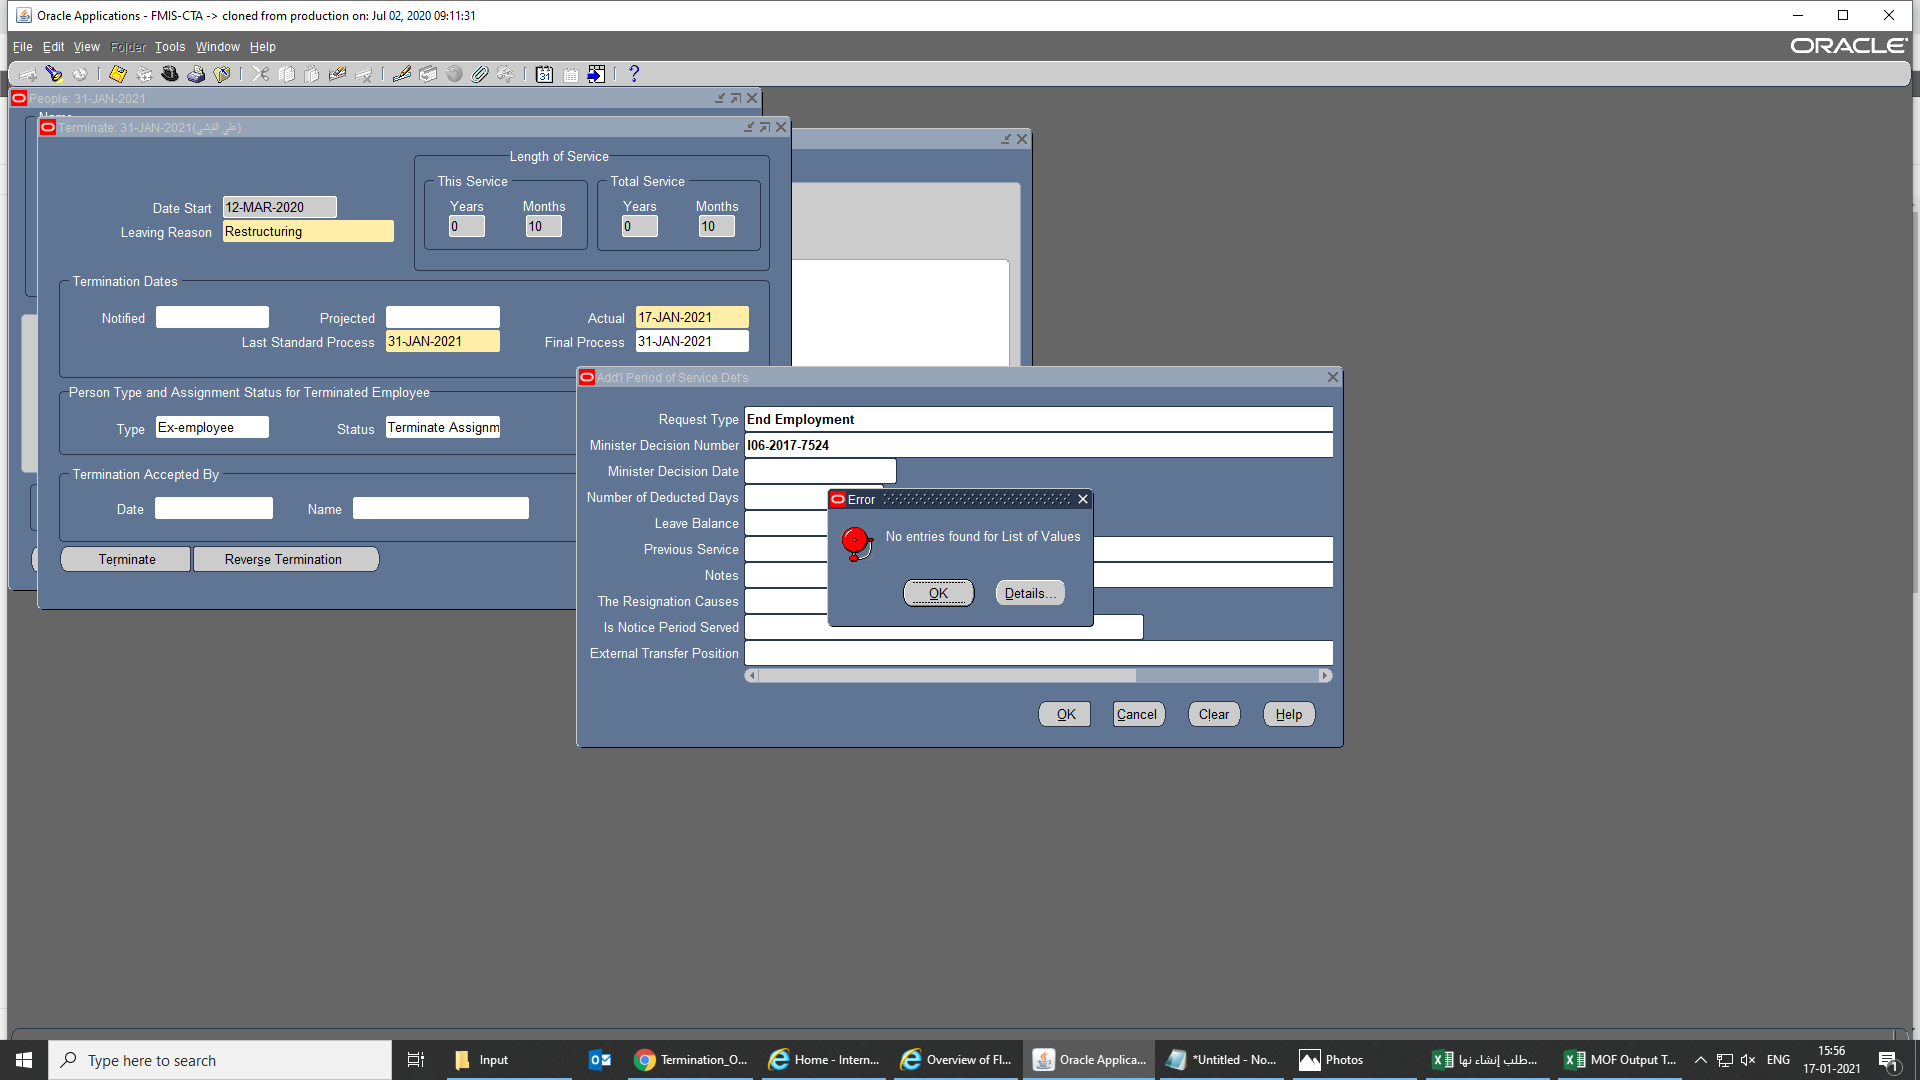 Oracle Applications - FMIS-CTA -> cloned from production on: Jul 02, 2020 09:11:31
File Edit View Folder Tools Window Help
ORACLE
People: 31-JAN-2021
Name
Terminate: 31-JAN-2021(علي القبشي)
Length of Service
This Service
Total Service
Years Months Years Months
Date Start 12-MAR-2020
0 10 0 10
Leaving Reason Restructuring
Termination Dates
Notified Projected Actual 17-JAN-2021
Last Standard Process 31-JAN-2021 Final Process 31-JAN-2021
Person Type and Assignment Status for Terminated Employee
Type Ex-employee Status Terminate Assignm
Termination Accepted By
Date Name
Terminate Reverse Termination
Add'l Period of Service Det's
Request Type End Employment
Minister Decision Number I06-2017-7524
Minister Decision Date
Number of Deducted Days
Leave Balance
Previous Service
Notes
The Resignation Causes
Is Notice Period Served
External Transfer Position
OK Cancel Clear Help
Error
No entries found for List of Values
OK Details...
Type here to search
Input
Termination_O...
Home - Intern...
Overview of Fl...
Oracle Applica...
*Untitled - No...
Photos
طلب إنشاء نها...
MOF Output T...
ENG
15:56
17-01-2021
1